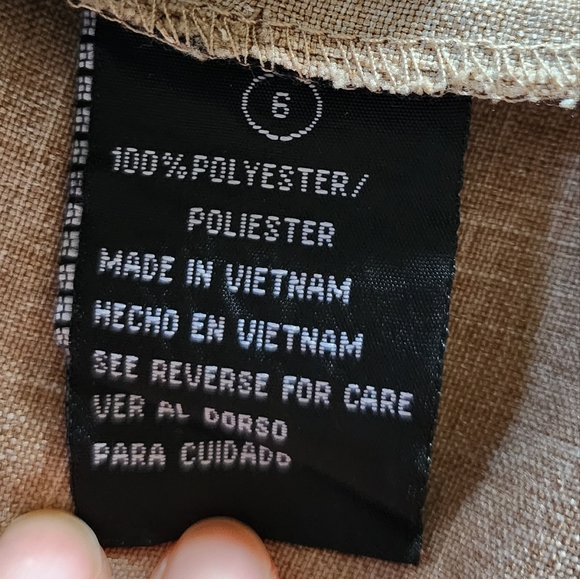 6
100% POLYESTER/
POLIESTER
MADE IN VIETNAM
HECHO EN VIETNAM
SEE REVERSE FOR CARE
VER AL DORSO
PARA CUIDADO